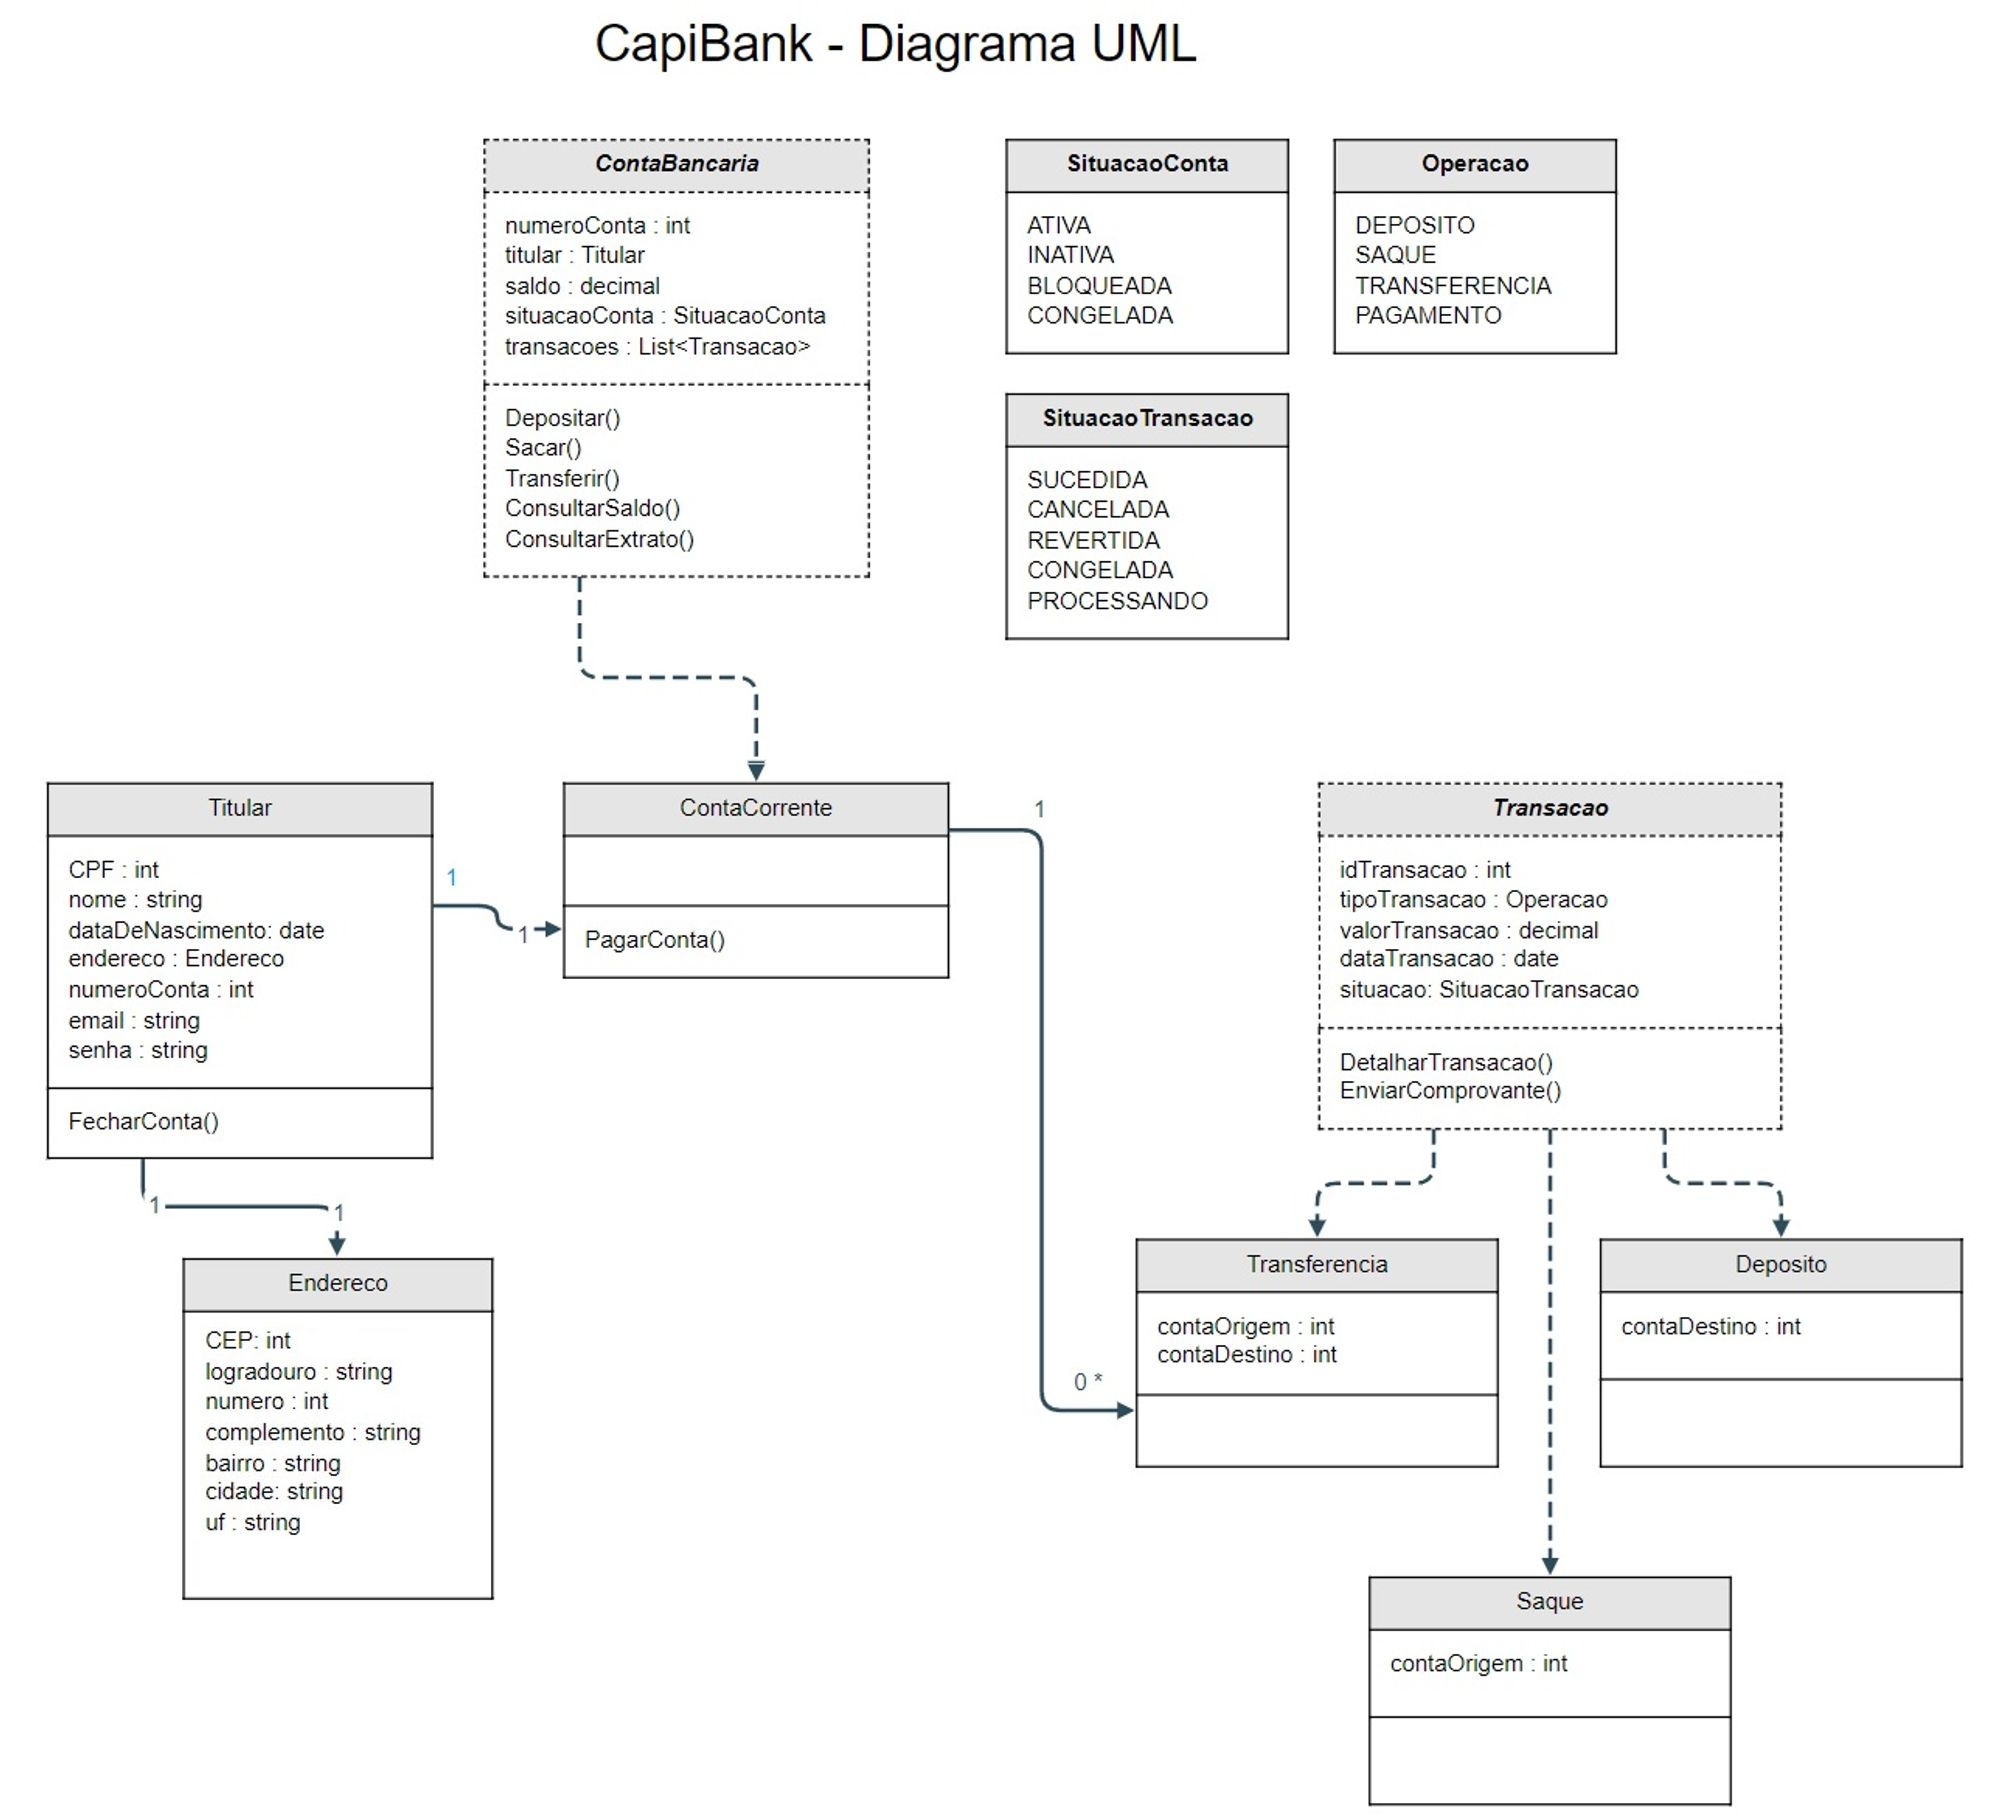 CapiBank - Diagrama UML
ContaBancaria
numeroConta : int
titular : Titular
saldo : decimal
situacaoConta : SituacaoConta
transacoes : List<Transacao>
Depositar()
Sacar()
Transferir()
ConsultarSaldo()
ConsultarExtrato()
SituacaoConta
ATIVA
INATIVA
BLOQUEADA
CONGELADA
Operacao
DEPOSITO
SAQUE
TRANSFERENCIA
PAGAMENTO
SituacaoTransacao
SUCEDIDA
CANCELADA
REVERTIDA
CONGELADA
PROCESSANDO
Titular
CPF : int
nome : string
dataDeNascimento: date
endereco : Endereco
numeroConta : int
email : string
senha : string
FecharConta()
1
1
ContaCorrente
PagarConta()
1
0 *
Transacao
idTransacao : int
tipoTransacao : Operacao
valorTransacao : decimal
dataTransacao : date
situacao: SituacaoTransacao
DetalharTransacao()
EnviarComprovante()
1
1
Endereco
CEP: int
logradouro : string
numero : int
complemento : string
bairro : string
cidade: string
uf : string
Transferencia
contaOrigem : int
contaDestino : int
Deposito
contaDestino : int
Saque
contaOrigem : int